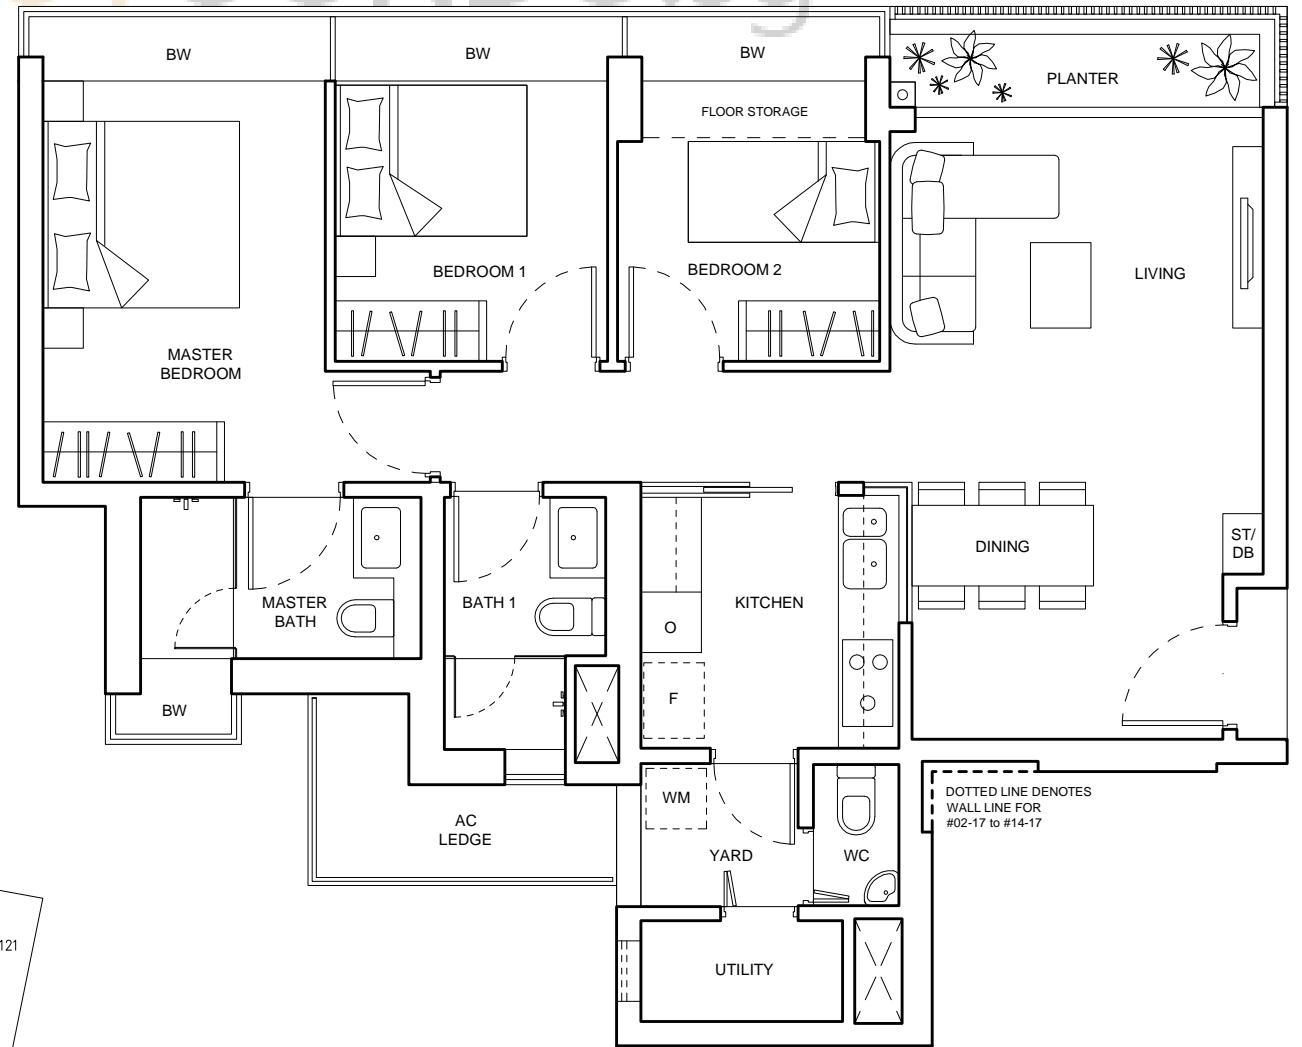 BW
BW
BW
PLANTER
FLOOR STORAGE
BEDROOM 1
BEDROOM 2
LIVING
MASTER
BEDROOM
DINING
ST/
DB
MASTER
BATH
BATH 1
KITCHEN
O
F
BW
WM
AC
LEDGE
YARD
WC
DOTTED LINE DENOTES
WALL LINE FOR
#02-17 to #14-17
121
UTILITY